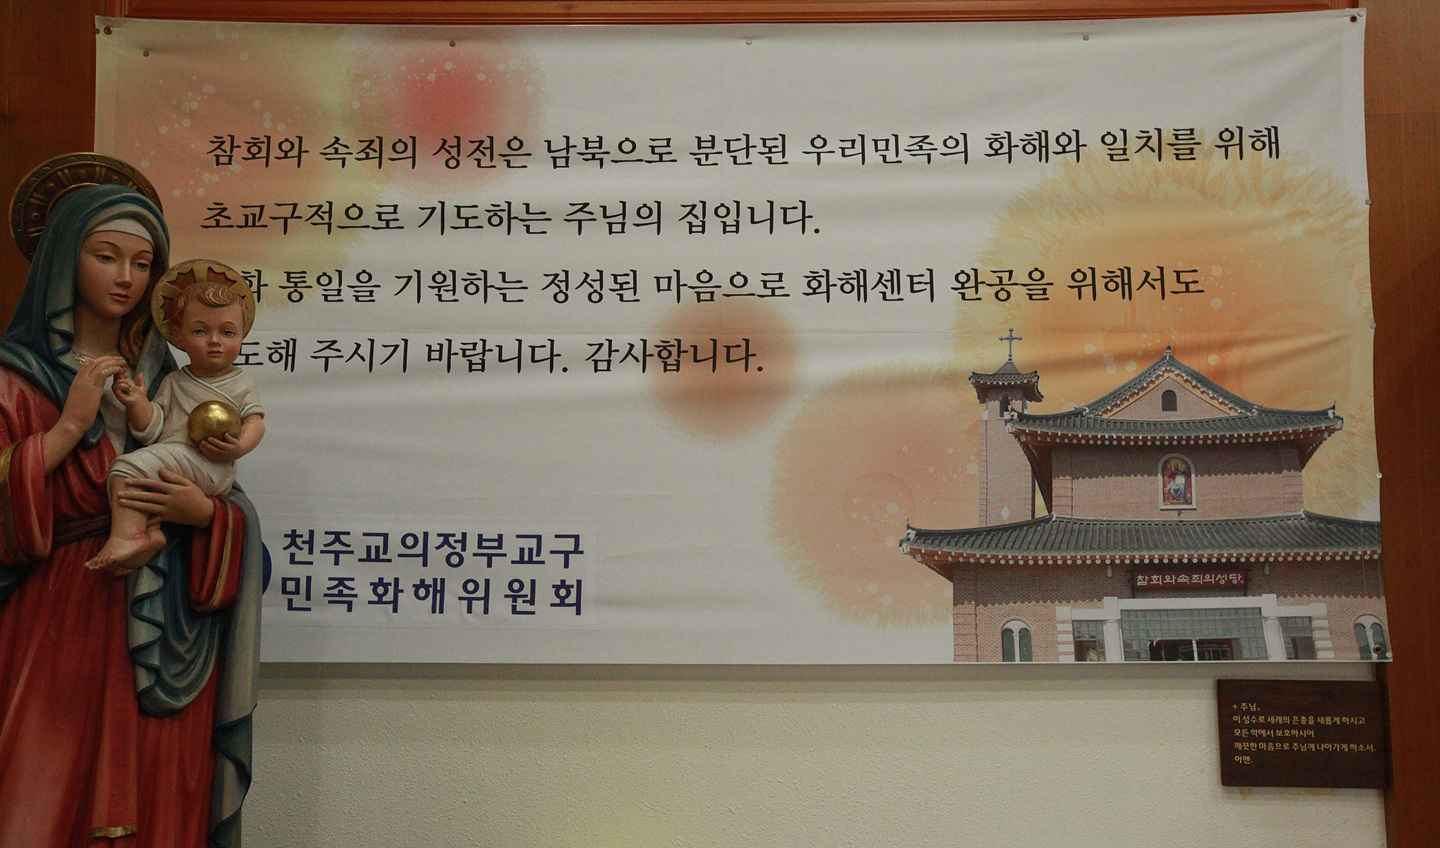 참회와 속죄의 성전은 남북으로 분단된 우리민족의 화해와 일치를 위해
초교구적으로 기도하는 주님의 집입니다.
통일을 기원하는 정성된 마음으로 화해센터 완공을 위해서도
주시기 바랍니다. 감사합니다.
천주교의정부교구
민족화해위원회
참회와속죄의성당
+ 주님,
이 성수로 세례의 은총을 새롭게 하시고
모든 악에서 보호하시어
깨끗한 마음으로 주님께 나아가게 하소서.
아멘.